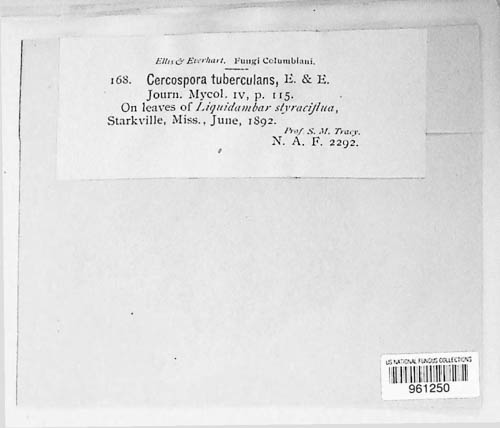 Ellis & Everhart. Fungi Columbiani.
168. Cercospora tuberculans, E. & E.
Journ. Mycol. IV, p. 115.
On leaves of Liquidambar styraciflua,
Starkville, Miss., June, 1892.
Prof. S. M. Tracy.
N. A. F. 2292.
US NATIONAL FUNGUS COLLECTIONS
961250